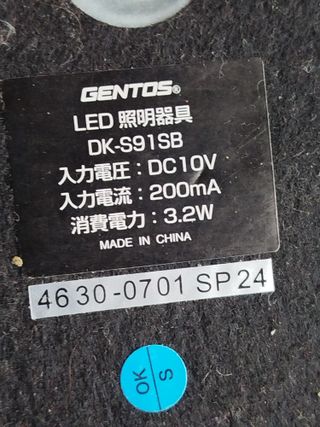 GENTOS®
LED 照明器具
DK-S91SB
入力電圧：DC10V
入力電流：200mA
消費電力：3.2W
MADE IN CHINA
4630-0701 SP24
OK
S